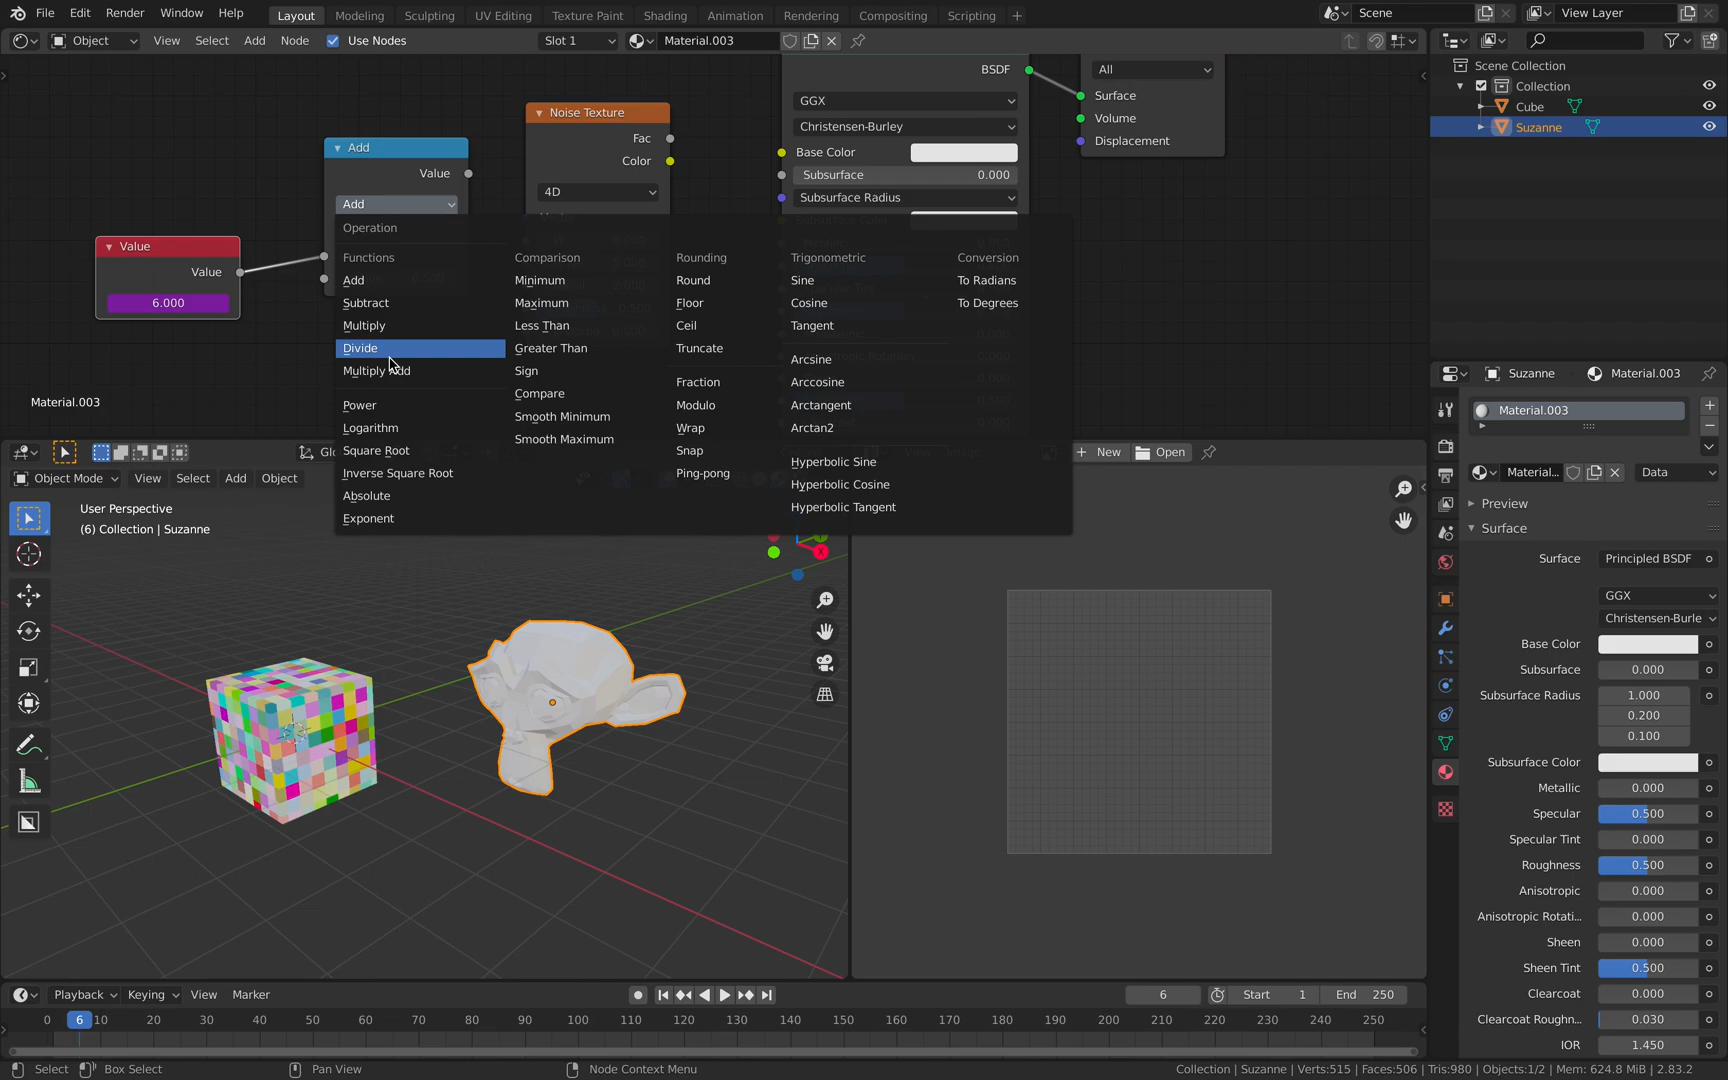 File Edit Render Window Help Layout Modeling Sculpting UV Editing Texture Paint Shading Animation Rendering Compositing Scripting + Scene View Layer
Object View Select Add Node Use Nodes Slot 1 Material.003
BSDF
GGX
Christensen-Burley
Base Color
Subsurface 0.000
Subsurface Radius
All
Surface
Volume
Displacement
Noise Texture
Fac
Color
4D
Add
Value
Add
Value
Value
6.000
Material.003
Operation
Functions
Add
Subtract
Multiply
Divide
Multiply Add
Power
Logarithm
Square Root
Inverse Square Root
Absolute
Exponent
Comparison
Minimum
Maximum
Less Than
Greater Than
Sign
Compare
Smooth Minimum
Smooth Maximum
Rounding
Round
Floor
Ceil
Truncate
Fraction
Modulo
Wrap
Snap
Ping-pong
Trigonometric
Sine
Cosine
Tangent
Arcsine
Arccosine
Arctangent
Arctan2
Hyperbolic Sine
Hyperbolic Cosine
Hyperbolic Tangent
Conversion
To Radians
To Degrees
Scene Collection
Collection
Cube
Suzanne
Object Mode View Select Add Object
User Perspective
(6) Collection | Suzanne
X
+ New Open
Suzanne Material.003
Material.003
Material... Data
Preview
Surface
Surface Principled BSDF
GGX
Christensen-Burle
Base Color
Subsurface 0.000
Subsurface Radius 1.000
0.200
0.100
Subsurface Color
Metallic 0.000
Specular 0.500
Specular Tint 0.000
Roughness 0.500
Anisotropic 0.000
Anisotropic Rotati... 0.000
Sheen 0.000
Sheen Tint 0.500
Clearcoat 0.000
Clearcoat Roughn... 0.030
IOR 1.450
Playback Keying View Marker 6 Start 1 End 250
0 6 10 20 30 40 50 60 70 80 90 100 110 120 130 140 150 160 170 180 190 200 210 220 230 240 250
Select Box Select Pan View Node Context Menu Collection | Suzanne | Verts:515 | Faces:506 | Tris:980 | Objects:1/2 | Mem: 624.8 MiB | 2.83.2